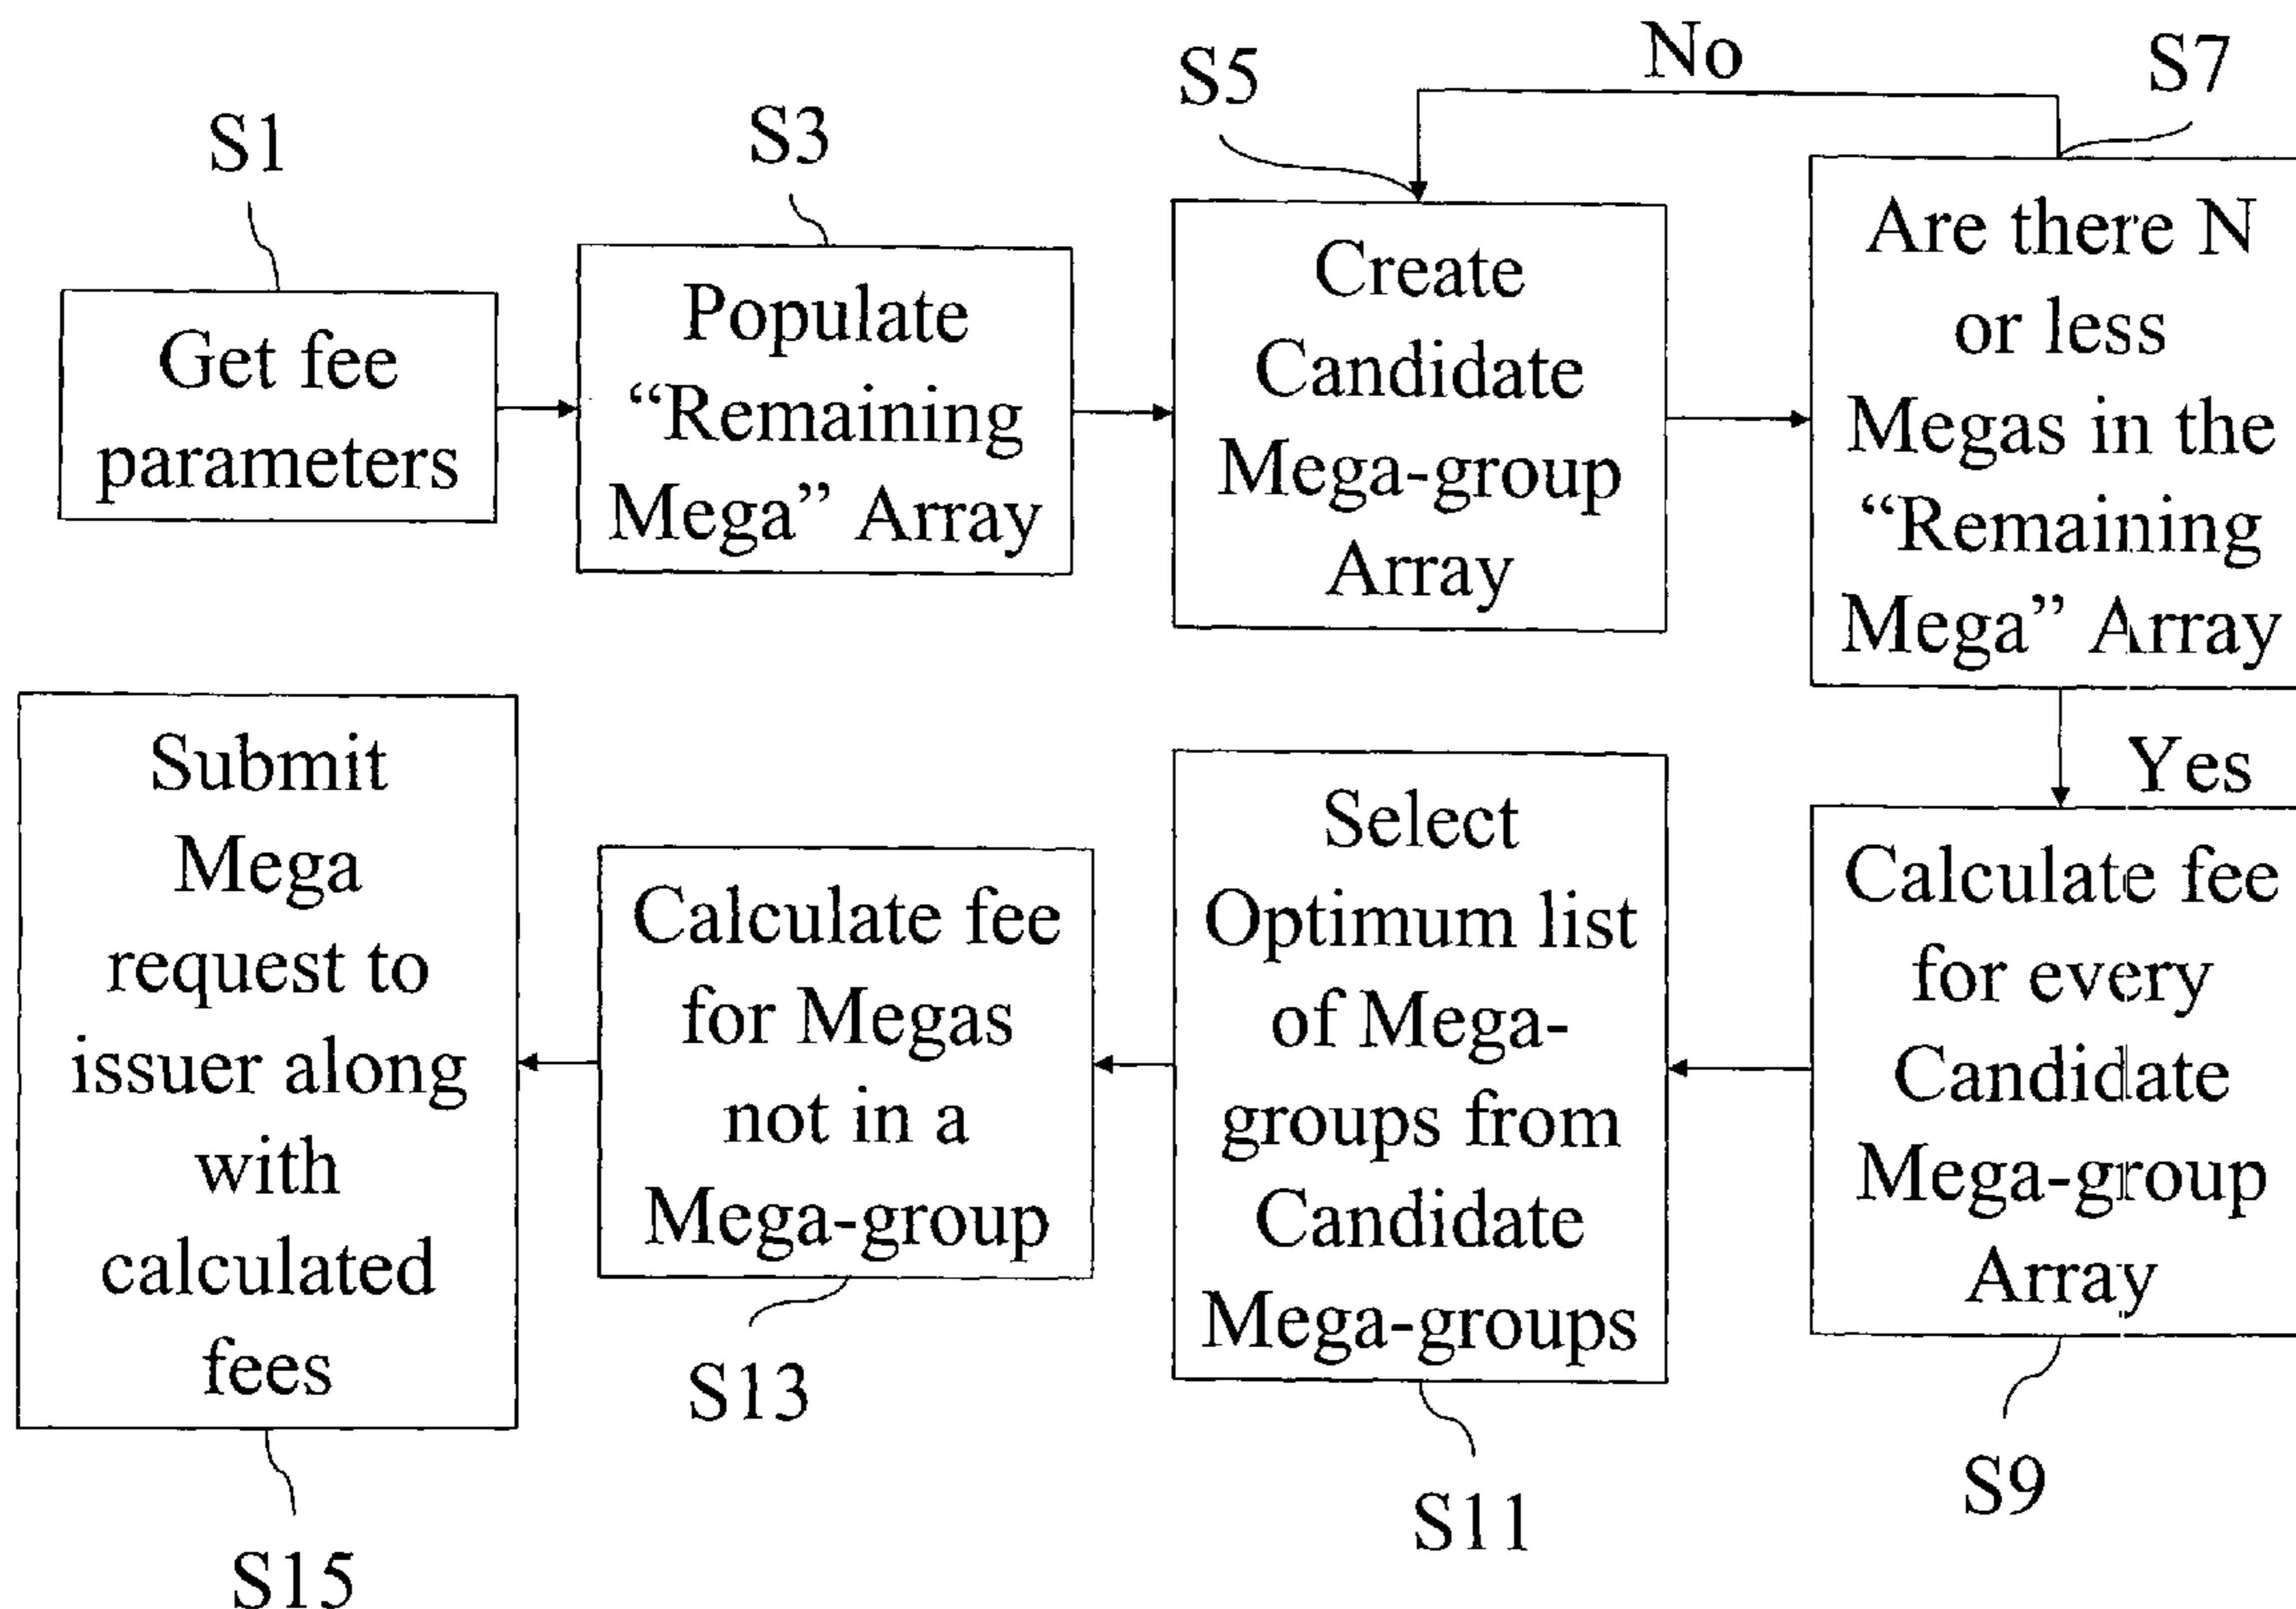 S1
Get fee
parameters
S3
Populate
“Remaining
Mega” Array
S5
Create
Candidate
Mega-group
Array
No
S7
Are there N
or less
Megas in the
“Remaining
Mega” Array
Yes
Calculate fee
for every
Candidate
Mega-group
Array
S9
Select
Optimum list
of Mega-
groups from
Candidate
Mega-groups
S11
Calculate fee
for Megas
not in a
Mega-group
S13
Submit
Mega
request to
issuer along
with
calculated
fees
S15